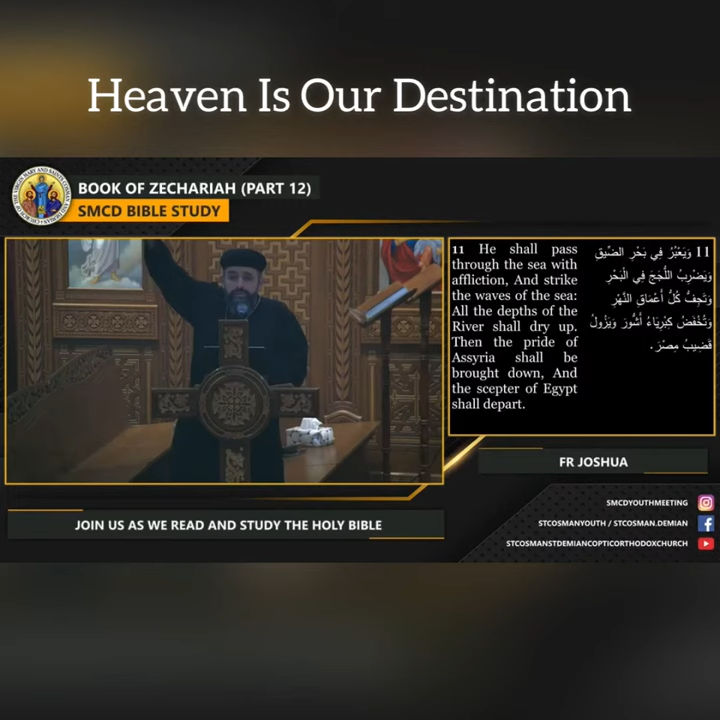 Heaven Is Our Destination
BOOK OF ZECHARIAH (PART 12)
SMCD BIBLE STUDY
11 He shall pass
through the sea with
affliction, And strike
the waves of the sea:
All the depths of the
River shall dry up.
Then the pride of
Assyria shall be
brought down, And
the scepter of Egypt
shall depart.
11 وَيَعْبُرُ فِي بَحْرِ الضِّيقِ
وَيَضْرِبُ اللُّجَجَ فِي الْبَحْرِ
وَتَجِفُّ كُلُّ أَعْمَاقِ النَّهْرِ
وَتُخْفَضُ كِبْرِيَاءُ أَشُّورَ وَيَزُولُ
قَضِيبُ مِصْرَ.
FR JOSHUA
JOIN US AS WE READ AND STUDY THE HOLY BIBLE
SMCDYOUTHMEETING
STCOSMANYOUTH / STCOSMAN.DEMIAN
STCOSMANSTDEMIANCOPTICORTHODOXCHURCH